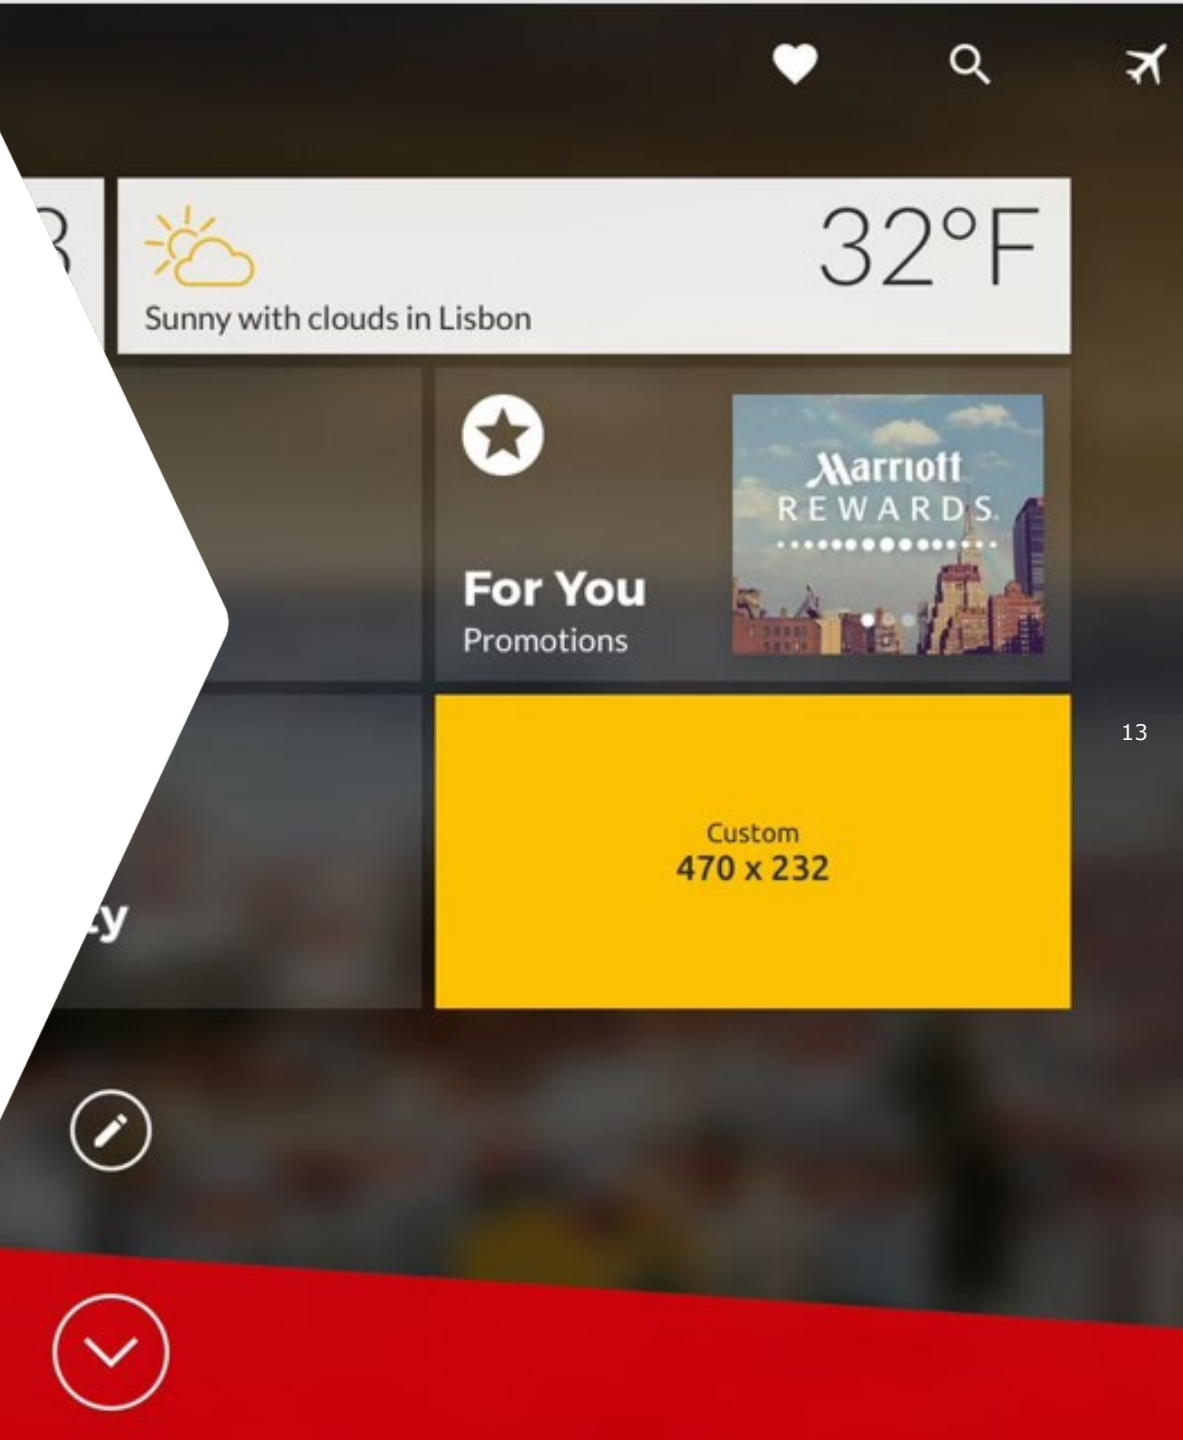 32°F
Sunny with clouds in Lisbon
Marriott
REWARDS.
For You
Promotions
13
Custom
470 x 232